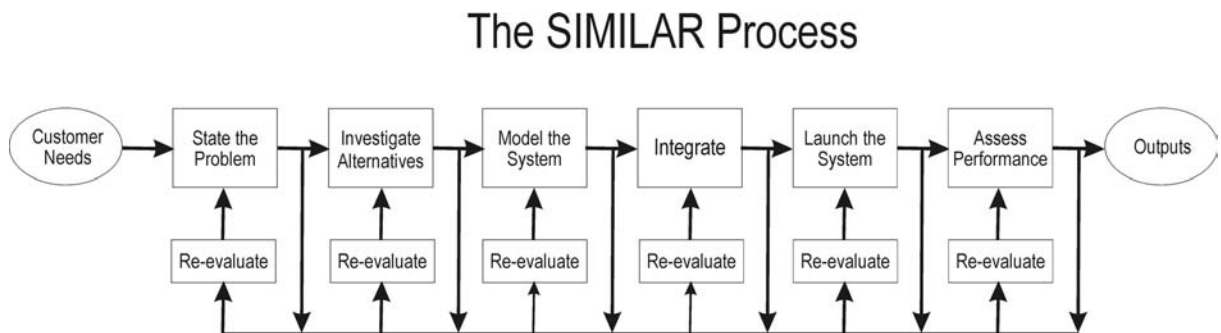 The SIMILAR Process
Customer
Needs
State the
Problem
Investigate
Alternatives
Model the
System
Integrate
Launch the
System
Assess
Performance
Outputs
Re-evaluate
Re-evaluate
Re-evaluate
Re-evaluate
Re-evaluate
Re-evaluate